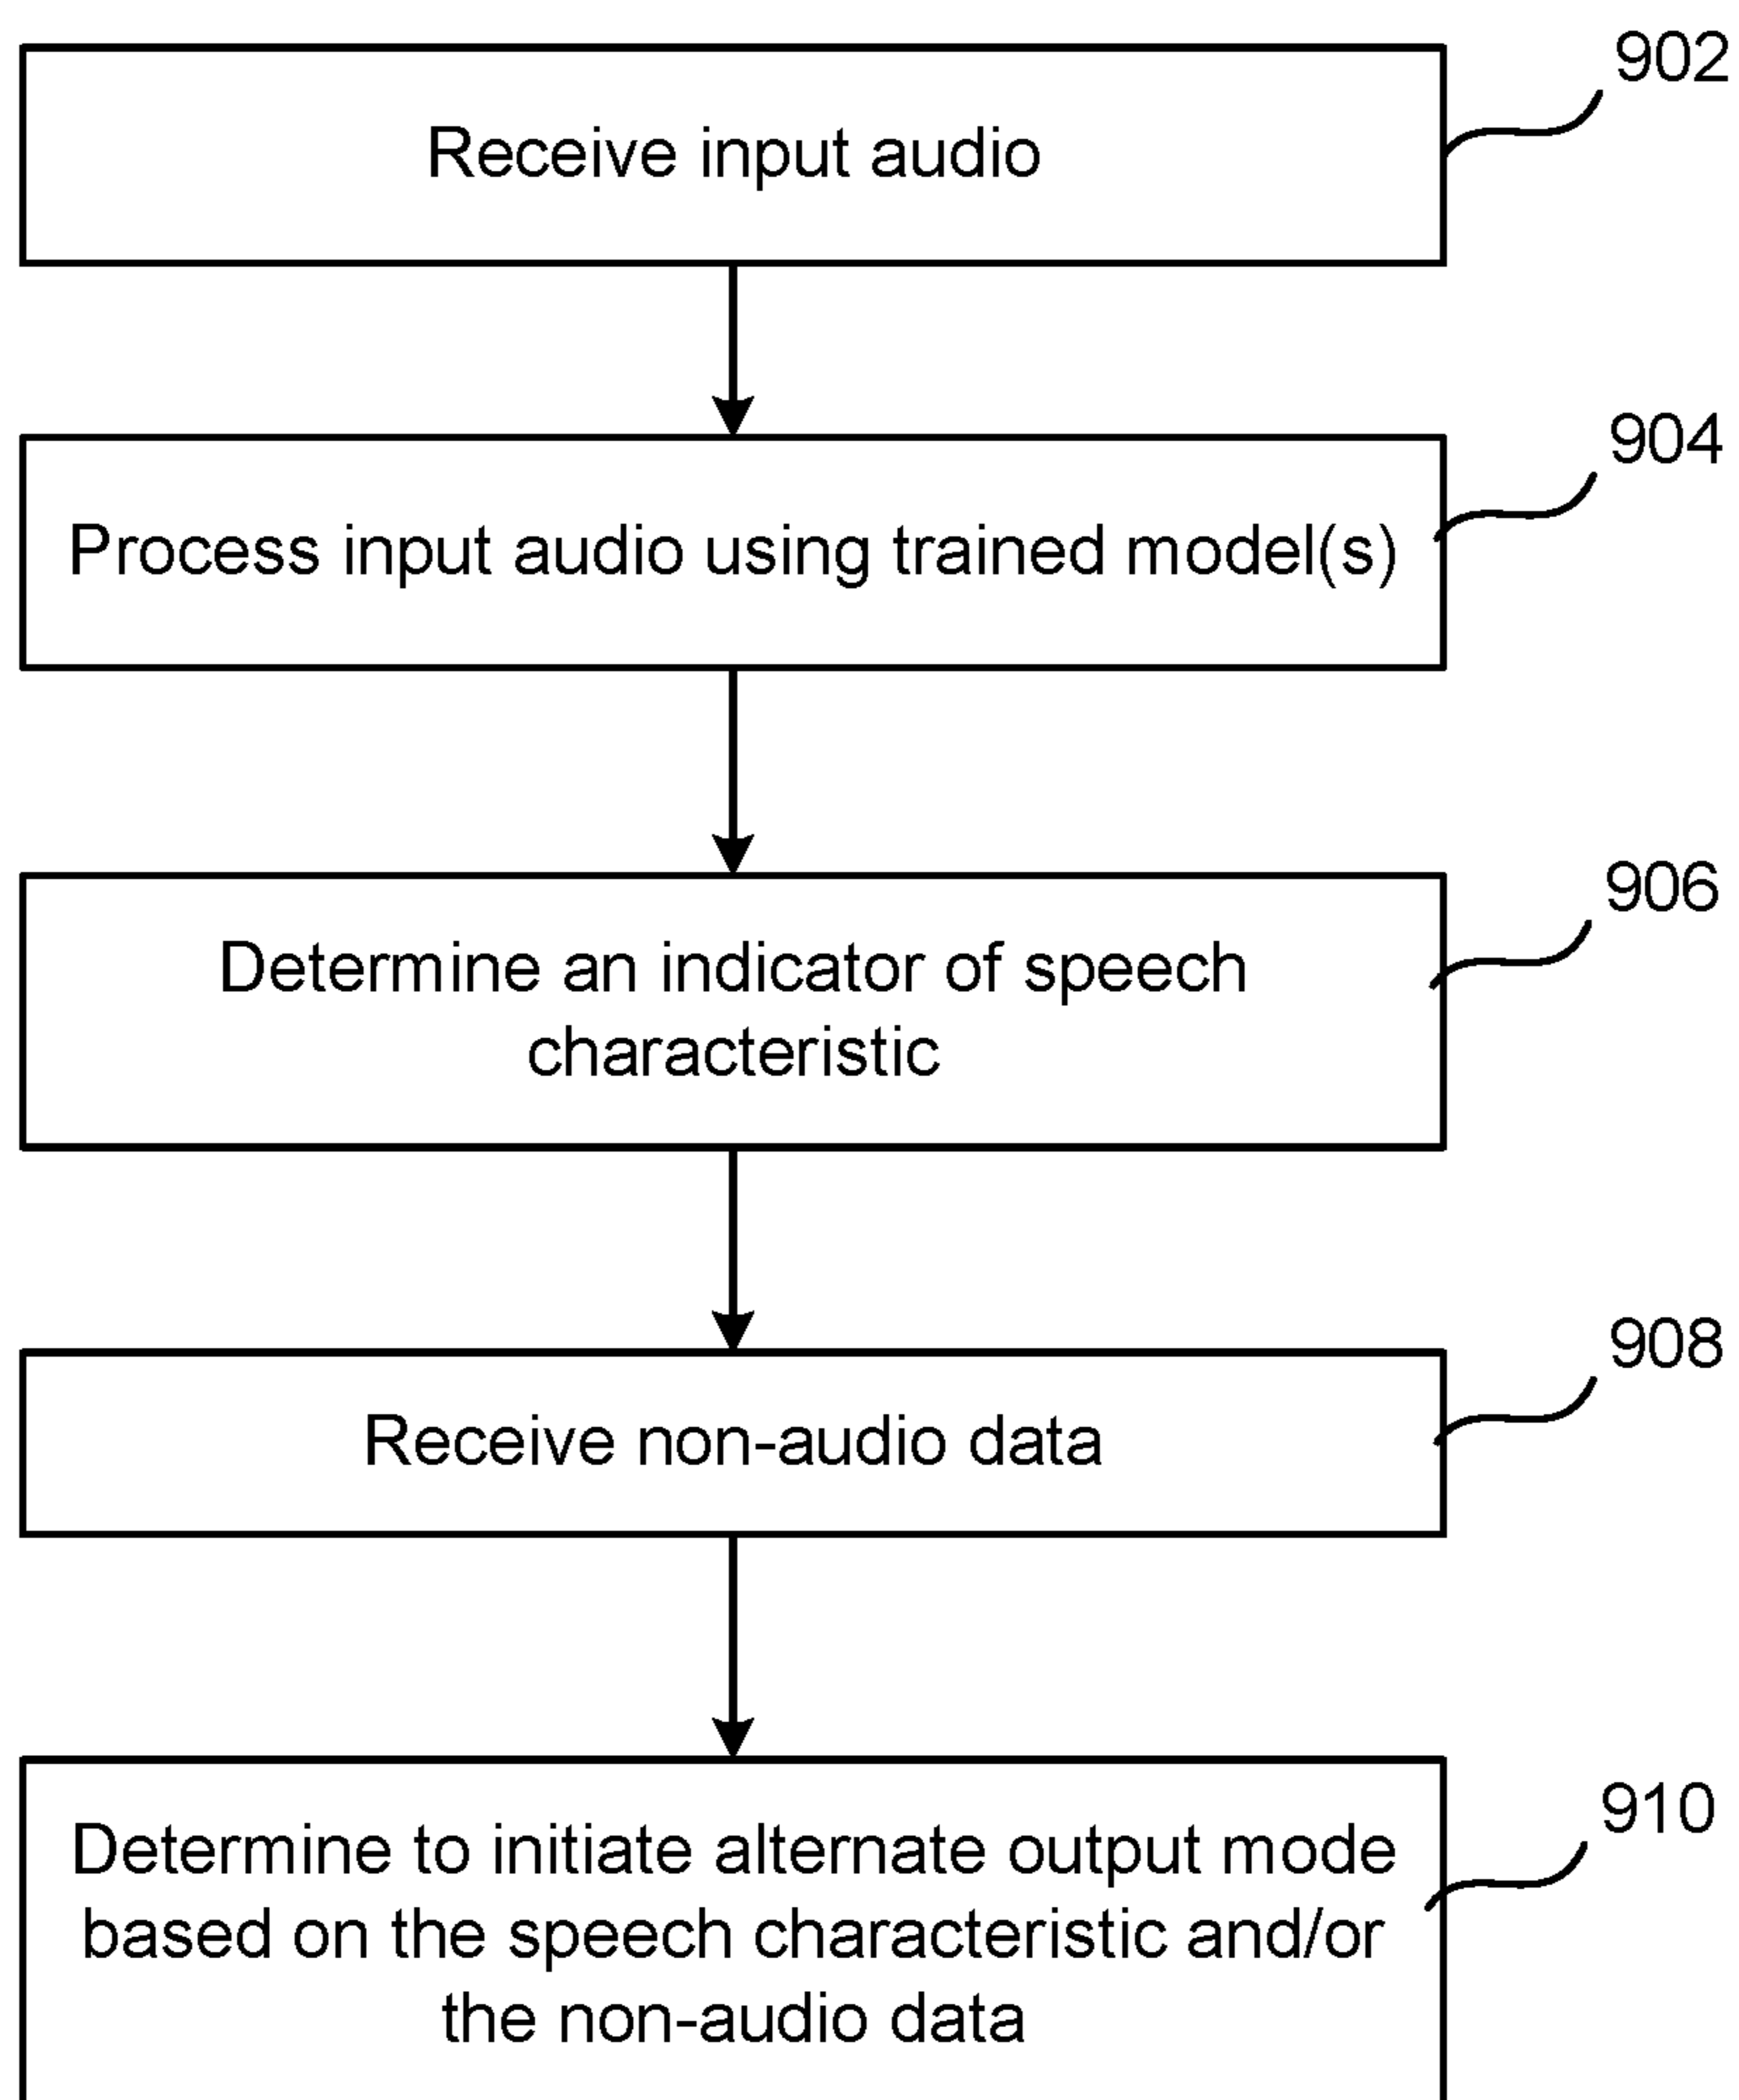 902
Receive input audio
904
Process input audio using trained model(s)
906
Determine an indicator of speech
characteristic
908
Receive non-audio data
910
Determine to initiate alternate output mode
based on the speech characteristic and/or
the non-audio data